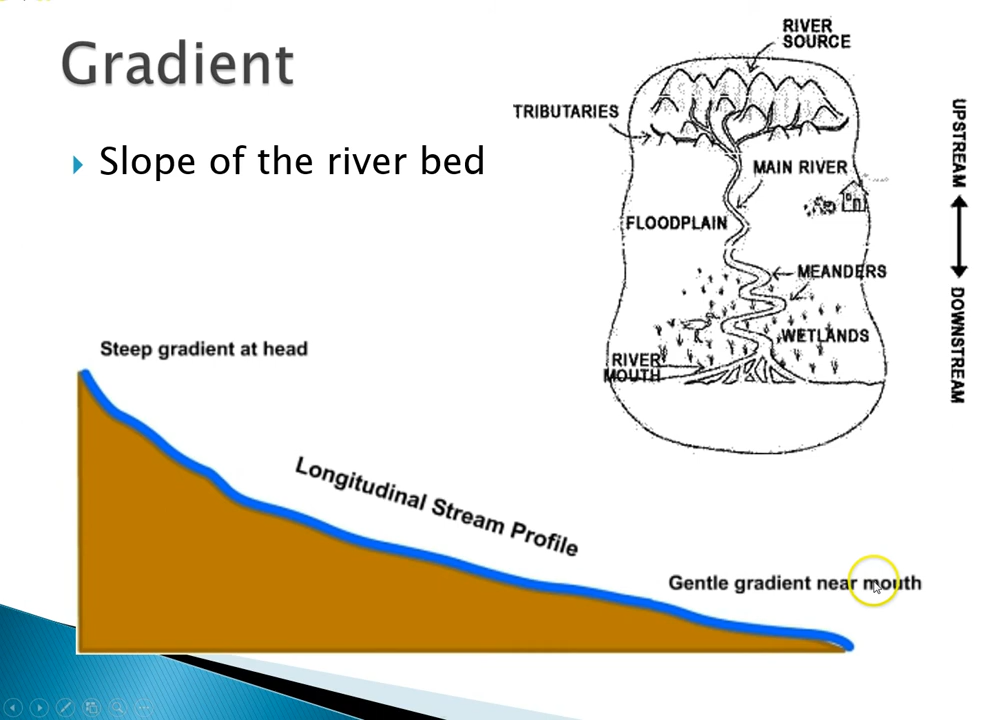 Gradient
Slope of the river bed
RIVER
SOURCE
TRIBUTARIES
MAIN RIVER
FLOODPLAIN
MEANDERS
WETLANDS
RIVER
MOUTH
UPSTREAM
DOWNSTREAM
Steep gradient at head
Longitudinal Stream Profile
Gentle gradient near mouth